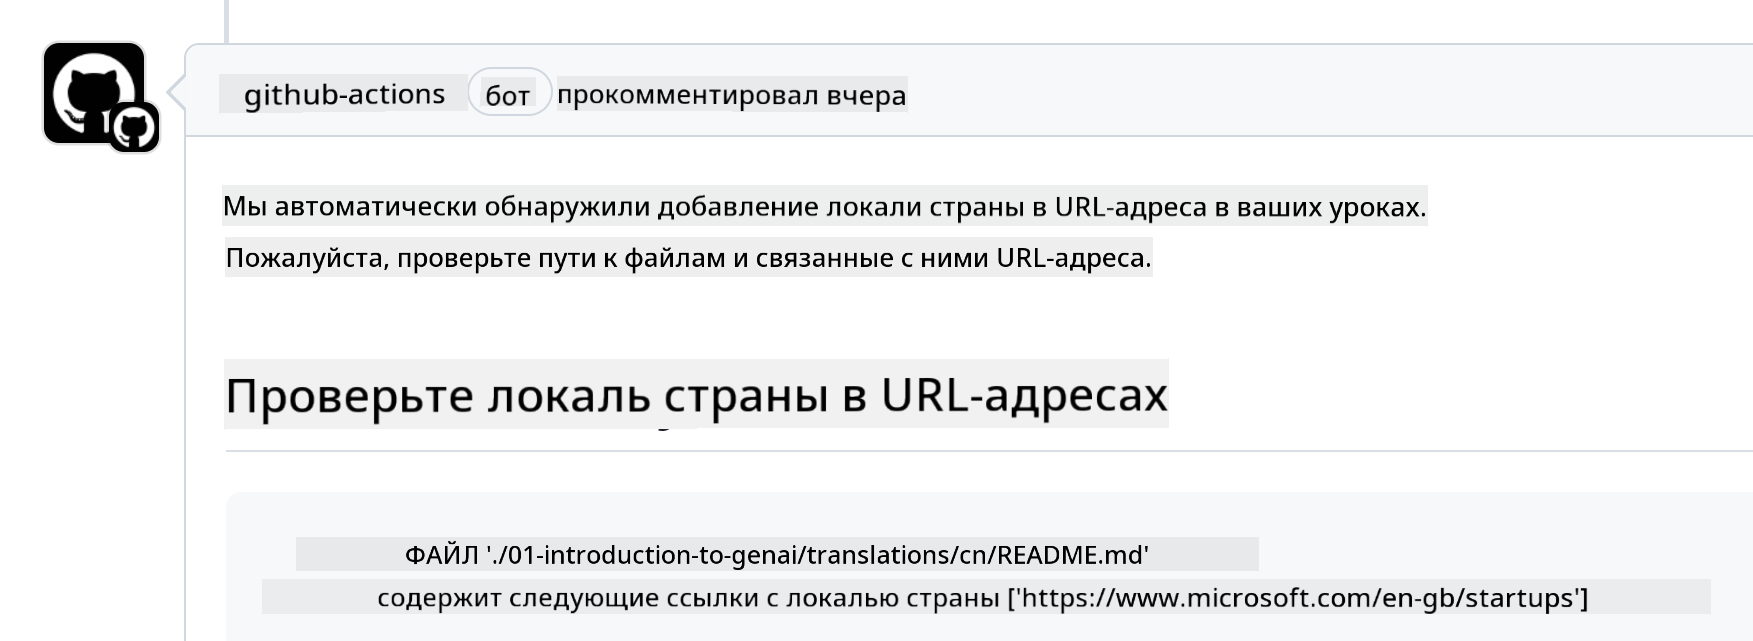 github-actions бот прокомментировал вчера
Мы автоматически обнаружили добавление локали страны в URL-адреса в ваших уроках.
Пожалуйста, проверьте пути к файлам и связанные с ними URL-адреса.
Проверьте локаль страны в URL-адресах
ФАЙЛ './01-introduction-to-genai/translations/cn/README.md'
содержит следующие ссылки с локалью страны ['https://www.microsoft.com/en-gb/startups']